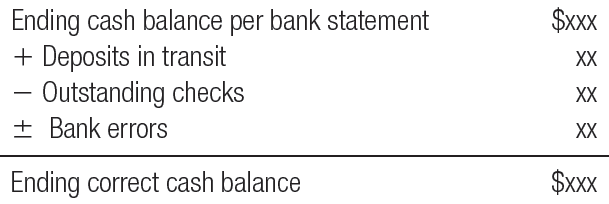 Ending cash balance per bank statement $xxx
+ Deposits in transit xx
− Outstanding checks xx
± Bank errors xx
Ending correct cash balance $xxx